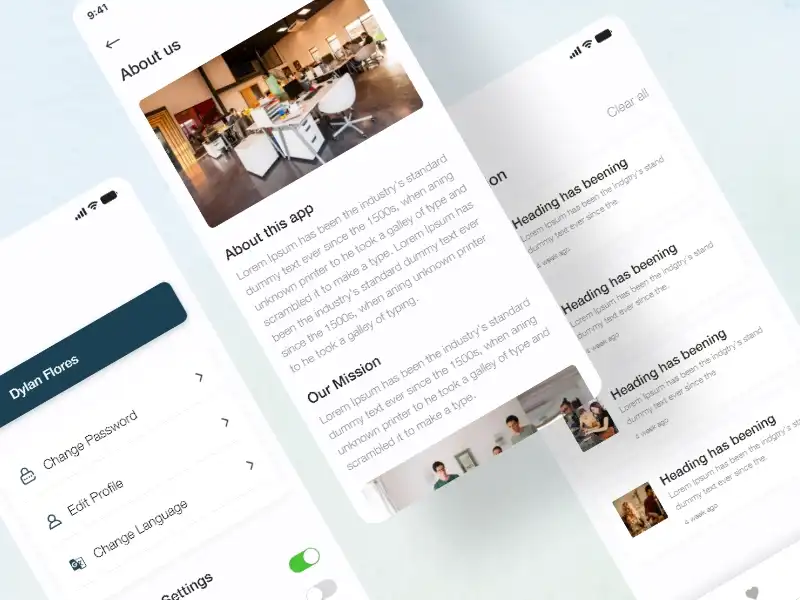 9:41
About us
About this app
Lorem Ipsum has been the industry's standard
dummy text ever since the 1500s, when aning
unknown printer to he took a galley of type and
scrambled it to make a type. Lorem Ipsum has
been the industry's standard dummy text ever
since the 1500s, when aning unknown printer
to he took a galley of typing.
Our Mission
Lorem Ipsum has been the industry's standard
dummy text ever since the 1500s, when aning
unknown printer to he took a galley of type and
scrambled it to make a type.
Dylan Flores
Change Password
Edit Profile
Change Language
Settings
Clear all
on
Heading has beening
Lorem Ipsum has been the indgtry's stand
dummy text ever since the.
a week ago
Heading has beening
Lorem Ipsum has been the indgtry's stand
dummy text ever since the.
a week ago
Heading has beening
Lorem Ipsum has been the indgtry's stand
dummy text ever since the.
a week ago
Heading has beening
Lorem Ipsum has been the indgtry's stand
dummy text ever since the.
a week ago